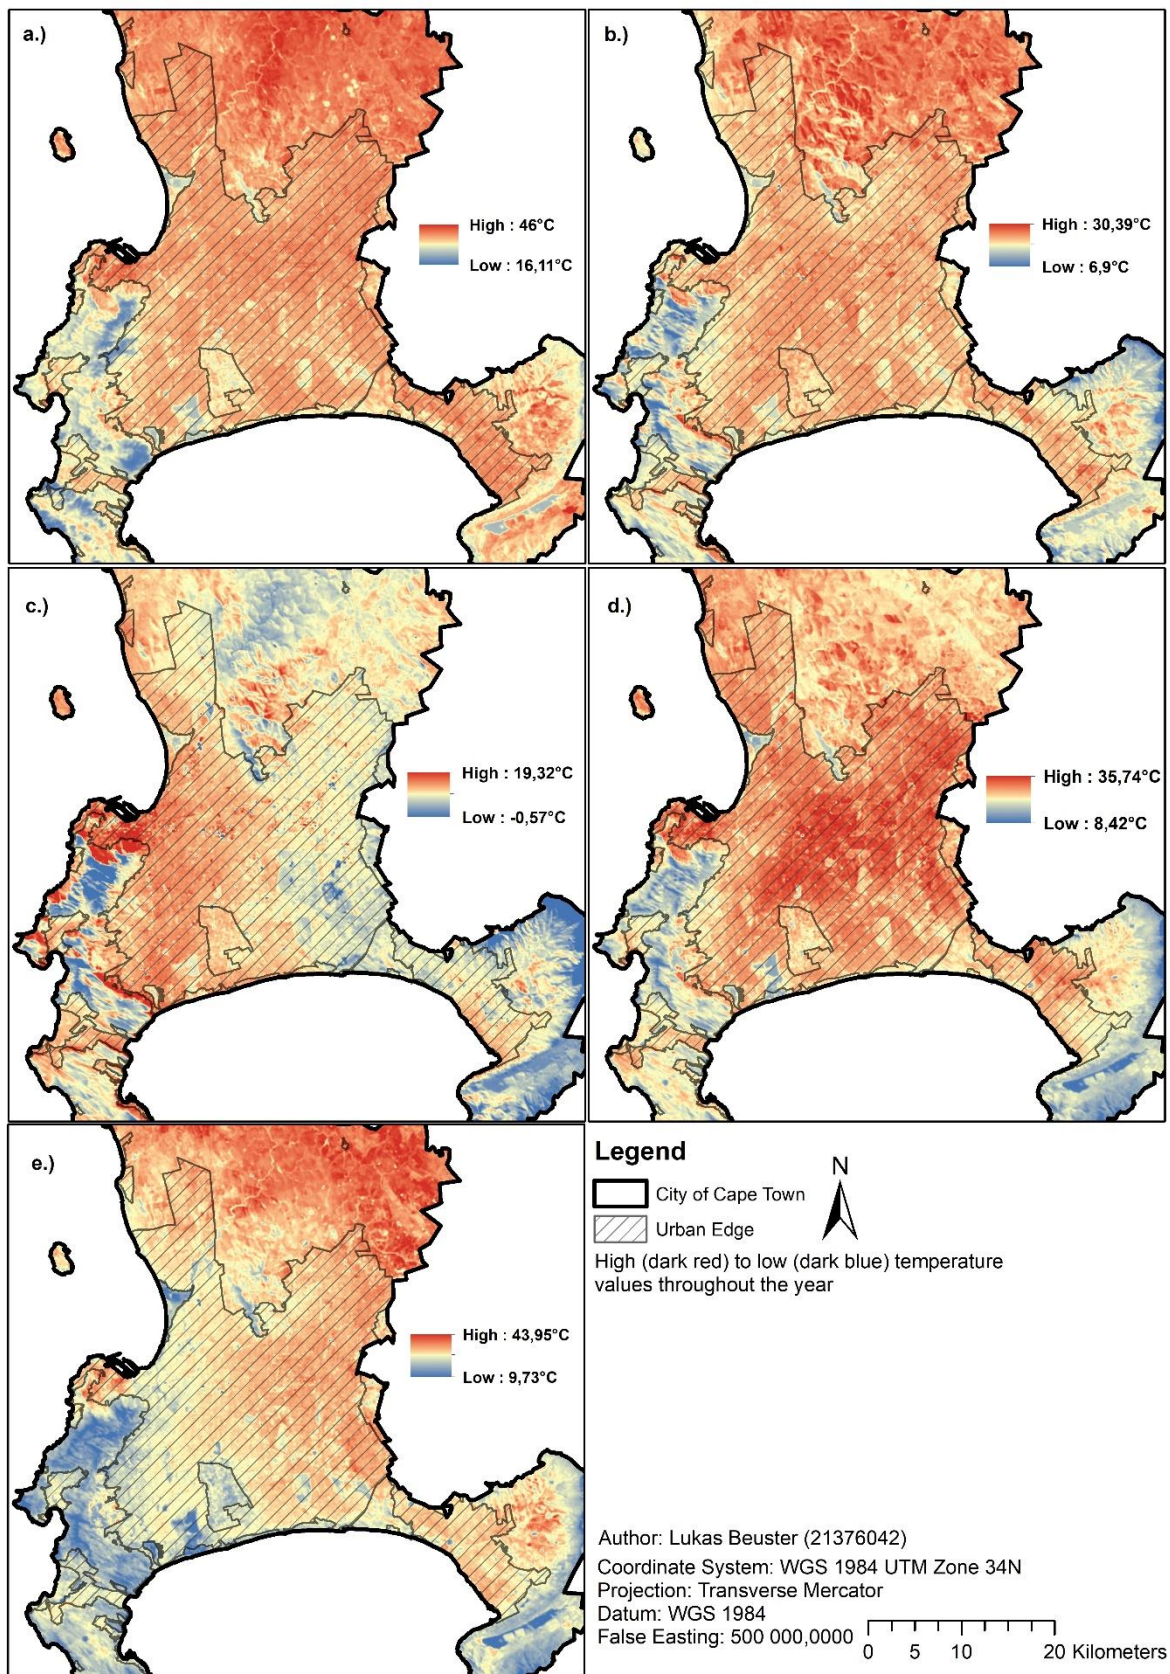 a.)
High : 46°C
Low : 16,11°C
b.)
High : 30,39°C
Low : 6,9°C
c.)
High : 19,32°C
Low : -0,57°C
d.)
High : 35,74°C
Low : 8,42°C
e.)
High : 43,95°C
Low : 9,73°C
Legend
City of Cape Town
Urban Edge
N
High (dark red) to low (dark blue) temperature
values throughout the year
Author: Lukas Beuster (21376042)
Coordinate System: WGS 1984 UTM Zone 34N
Projection: Transverse Mercator
Datum: WGS 1984
False Easting: 500 000,0000
0 5 10 20 Kilometers